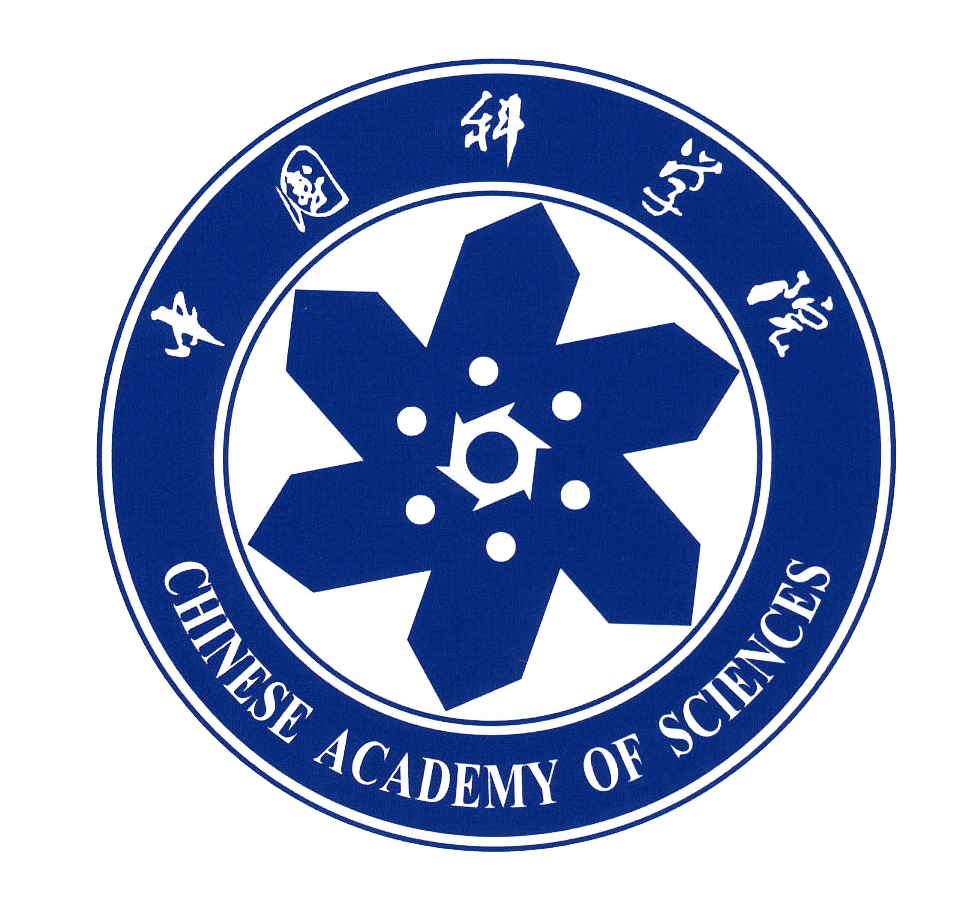 中国科学院
CHINESE ACADEMY OF SCIENCES